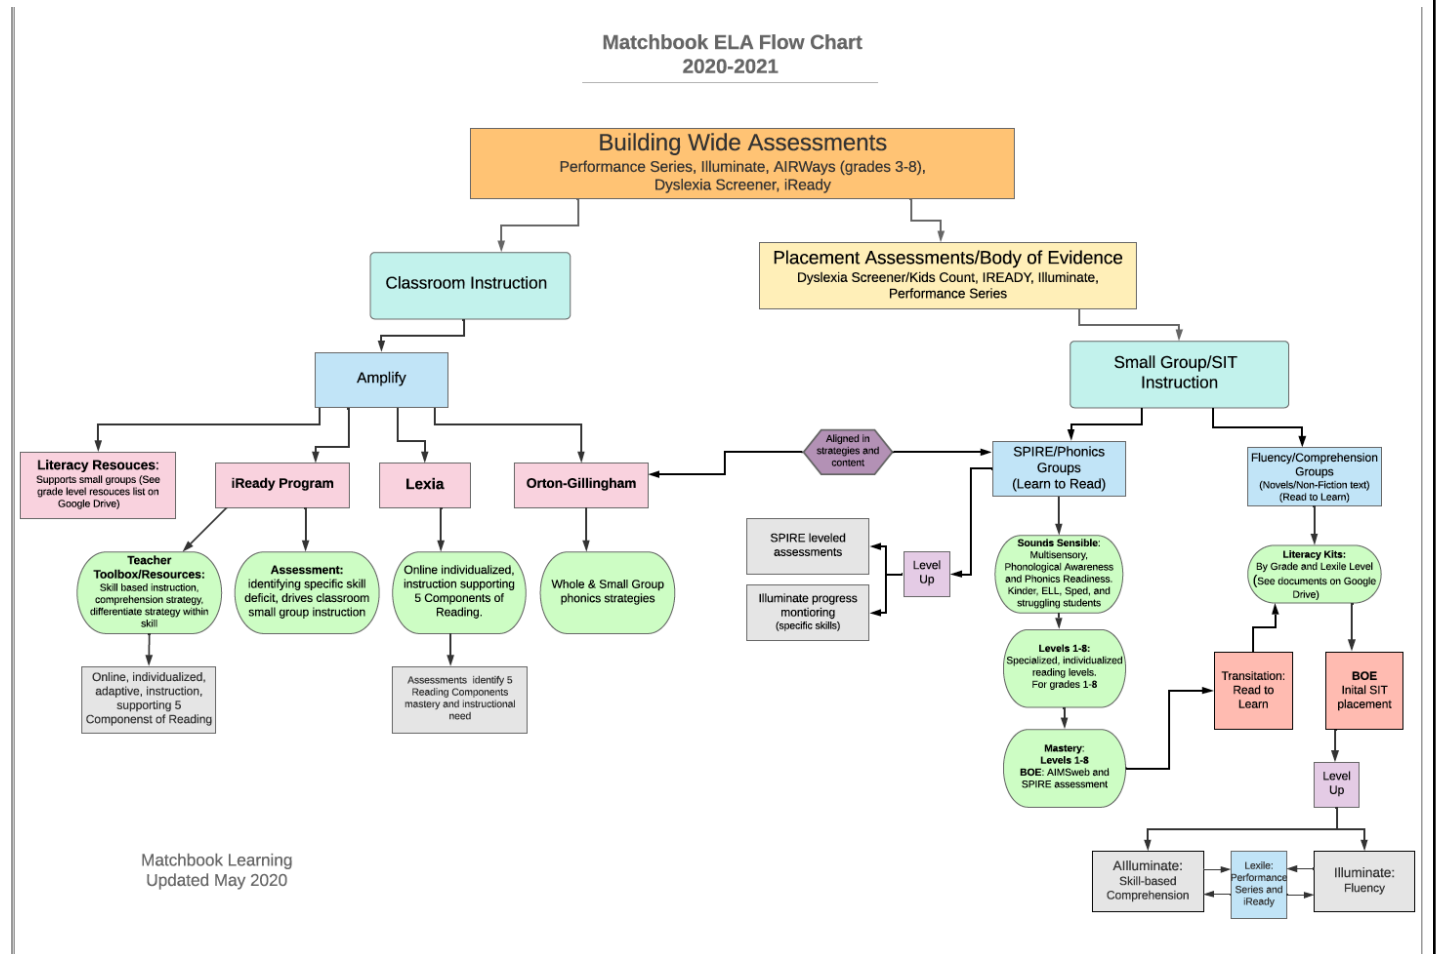 Matchbook ELA Flow Chart
2020-2021
Building Wide Assessments
Performance Series, Illuminate, AIRWays (grades 3-8),
Dyslexia Screener, iReady
Classroom Instruction
Placement Assessments/Body of Evidence
Dyslexia Screener/Kids Count, IREADY, Illuminate,
Performance Series
Amplify
Small Group/SIT
Instruction
Literacy Resouces:
Supports small groups (See
grade level resouces list on
Google Drive)
iReady Program
Lexia
Orton-Gillingham
Aligned in
strategies and
content
SPIRE/Phonics
Groups
(Learn to Read)
Fluency/Comprehension
Groups
(Novels/Non-Fiction text)
(Read to Learn)
Teacher
Toolbox/Resources:
Skill based instruction,
comprehension strategy,
differentiate strategy within
skill
Assessment:
identifying specific skill
deficit, drives classroom
small group instruction
Online individualized,
instruction supporting
5 Components of
Reading.
Whole & Small Group
phonics strategies
SPIRE leveled
assessments
Illuminate progress
montioring
(specific skills)
Level
Up
Sounds Sensible:
Multisensory,
Phonological Awareness
and Phonics Readiness.
Kinder, ELL, Sped, and
struggling students
Literacy Kits:
By Grade and Lexile Level
(See documents on Google
Drive)
Online, individualized,
adaptive, instruction,
supporting 5
Componenst of Reading
Assessments identify 5
Reading Components
mastery and instructional
need
Levels 1-8:
Specialized, individualized
reading levels.
For grades 1-8
Transitation:
Read to
Learn
BOE
Inital SIT
placement
Mastery:
Levels 1-8
BOE: AIMSweb and
SPIRE assessment
Level
Up
AIlluminate:
Skill-based
Comprehension
Lexile:
Performance
Series and
iReady
Illuminate:
Fluency
Matchbook Learning
Updated May 2020